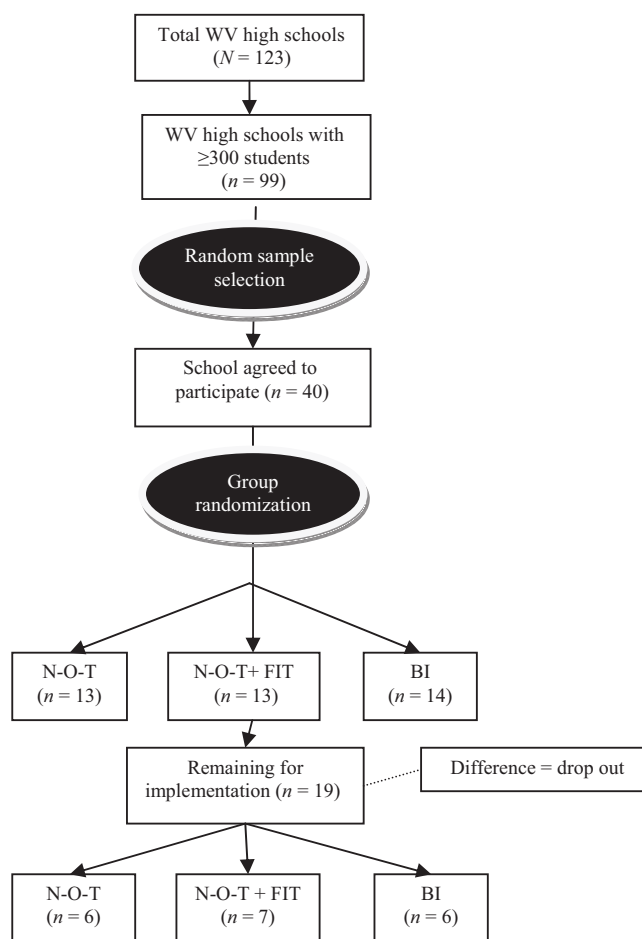 Total WV high schools
(N = 123)
WV high schools with
≥300 students
(n = 99)
Random sample
selection
School agreed to
participate (n = 40)
Group
randomization
N-O-T
(n = 13)
N-O-T+ FIT
(n = 13)
BI
(n = 14)
Remaining for
implementation (n = 19)
Difference = drop out
N-O-T
(n = 6)
N-O-T + FIT
(n = 7)
BI
(n = 6)